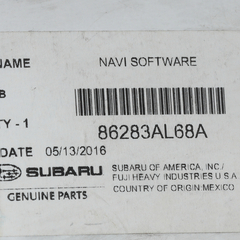 NAME NAVI SOFTWARE
B
TY - 1
86283AL68A
DATE 05/13/2016
SUBARU
GENUINE PARTS
SUBARU OF AMERICA, INC /
FUJI HEAVY INDUSTRIES U.S.A
COUNTRY OF ORIGIN:MEXICO